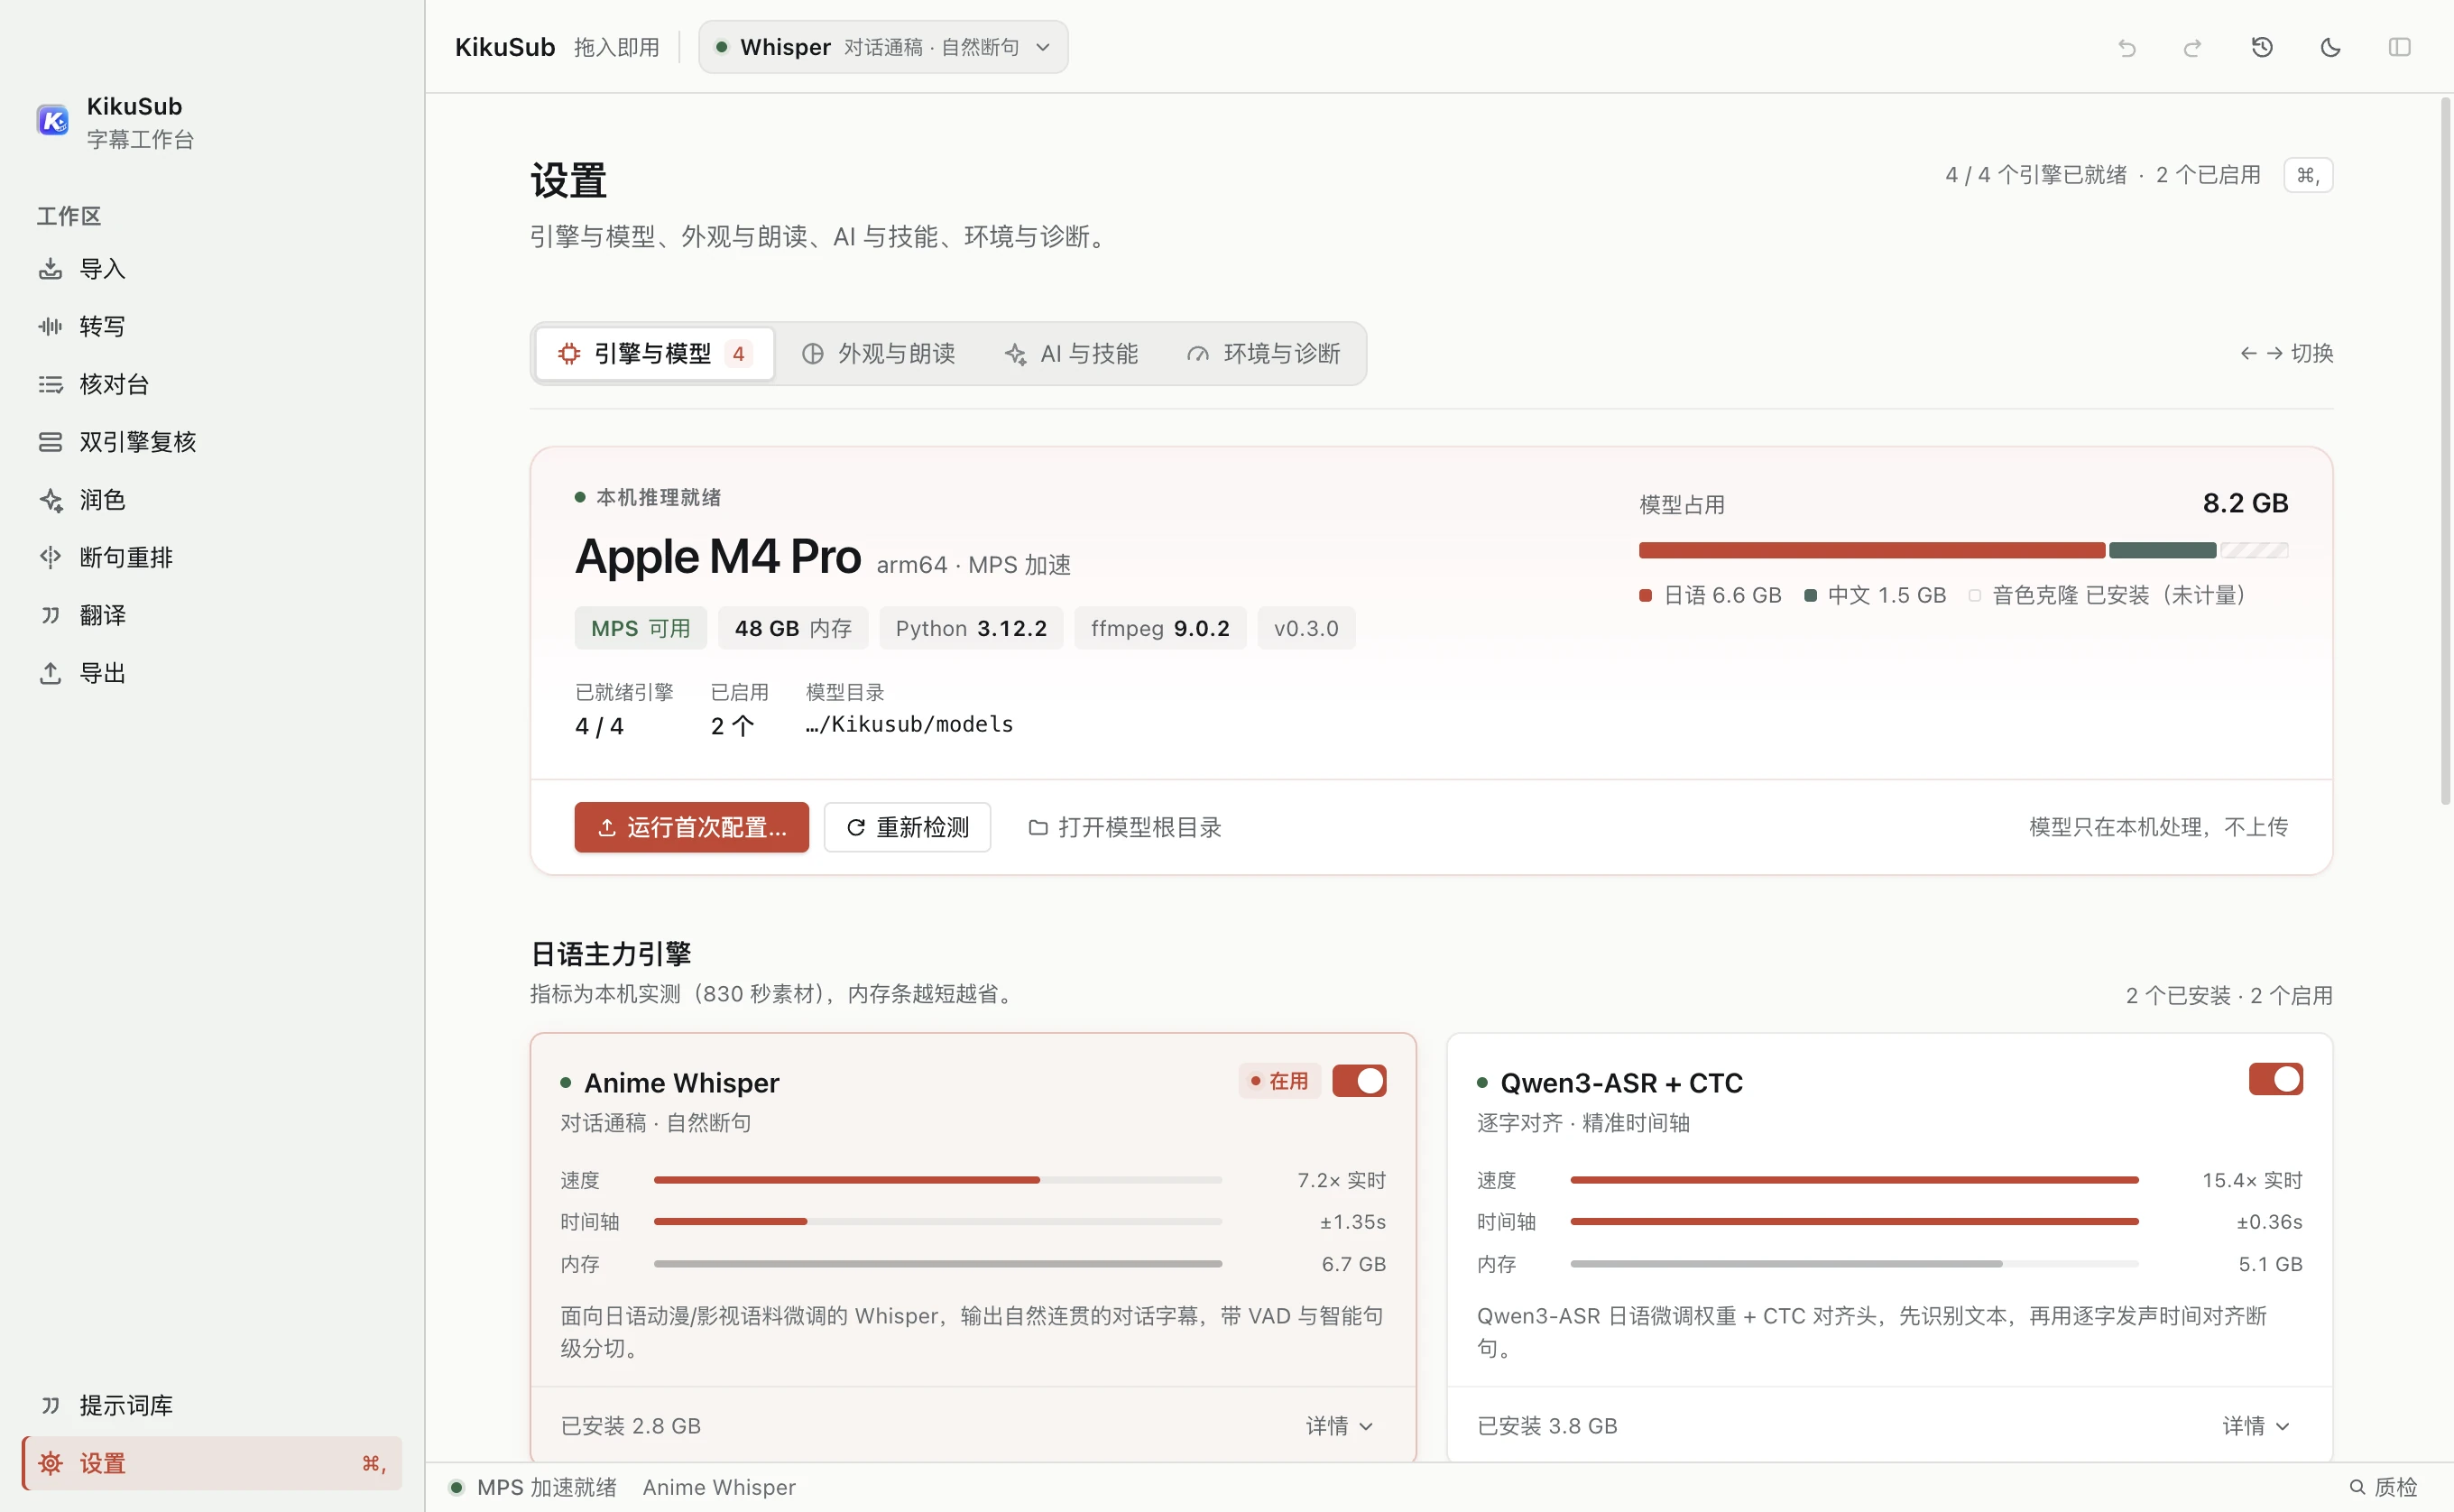 KikuSub
字幕工作台
工作区
导入
转写
核对台
双引擎复核
润色
断句重排
翻译
导出
提示词库
设置 ⌘,
KikuSub 拖入即用 Whisper 对话通稿 · 自然断句
设置
4 / 4 个引擎已就绪 · 2 个已启用 ⌘,
引擎与模型、外观与朗读、AI 与技能、环境与诊断。
引擎与模型 4 外观与朗读 AI 与技能 环境与诊断
← → 切换
本机推理就绪
Apple M4 Pro arm64 · MPS 加速
MPS 可用 48 GB 内存 Python 3.12.2 ffmpeg 9.0.2 v0.3.0
已就绪引擎 已启用 模型目录
4 / 4 2 个 …/Kikusub/models
模型占用 8.2 GB
日语 6.6 GB 中文 1.5 GB 音色克隆 已安装（未计量）
运行首次配置... 重新检测 打开模型根目录
模型只在本机处理，不上传
日语主力引擎
指标为本机实测（830 秒素材），内存条越短越省。
2 个已安装 · 2 个启用
Anime Whisper 在用
对话通稿 · 自然断句
速度 7.2× 实时
时间轴 ±1.35s
内存 6.7 GB
面向日语动漫/影视语料微调的 Whisper，输出自然连贯的对话字幕，带 VAD 与智能句
级分切。
已安装 2.8 GB 详情
Qwen3-ASR + CTC
逐字对齐 · 精准时间轴
速度 15.4× 实时
时间轴 ±0.36s
内存 5.1 GB
Qwen3-ASR 日语微调权重 + CTC 对齐头，先识别文本，再用逐字发声时间对齐断
句。
已安装 3.8 GB 详情
MPS 加速就绪 Anime Whisper
质检